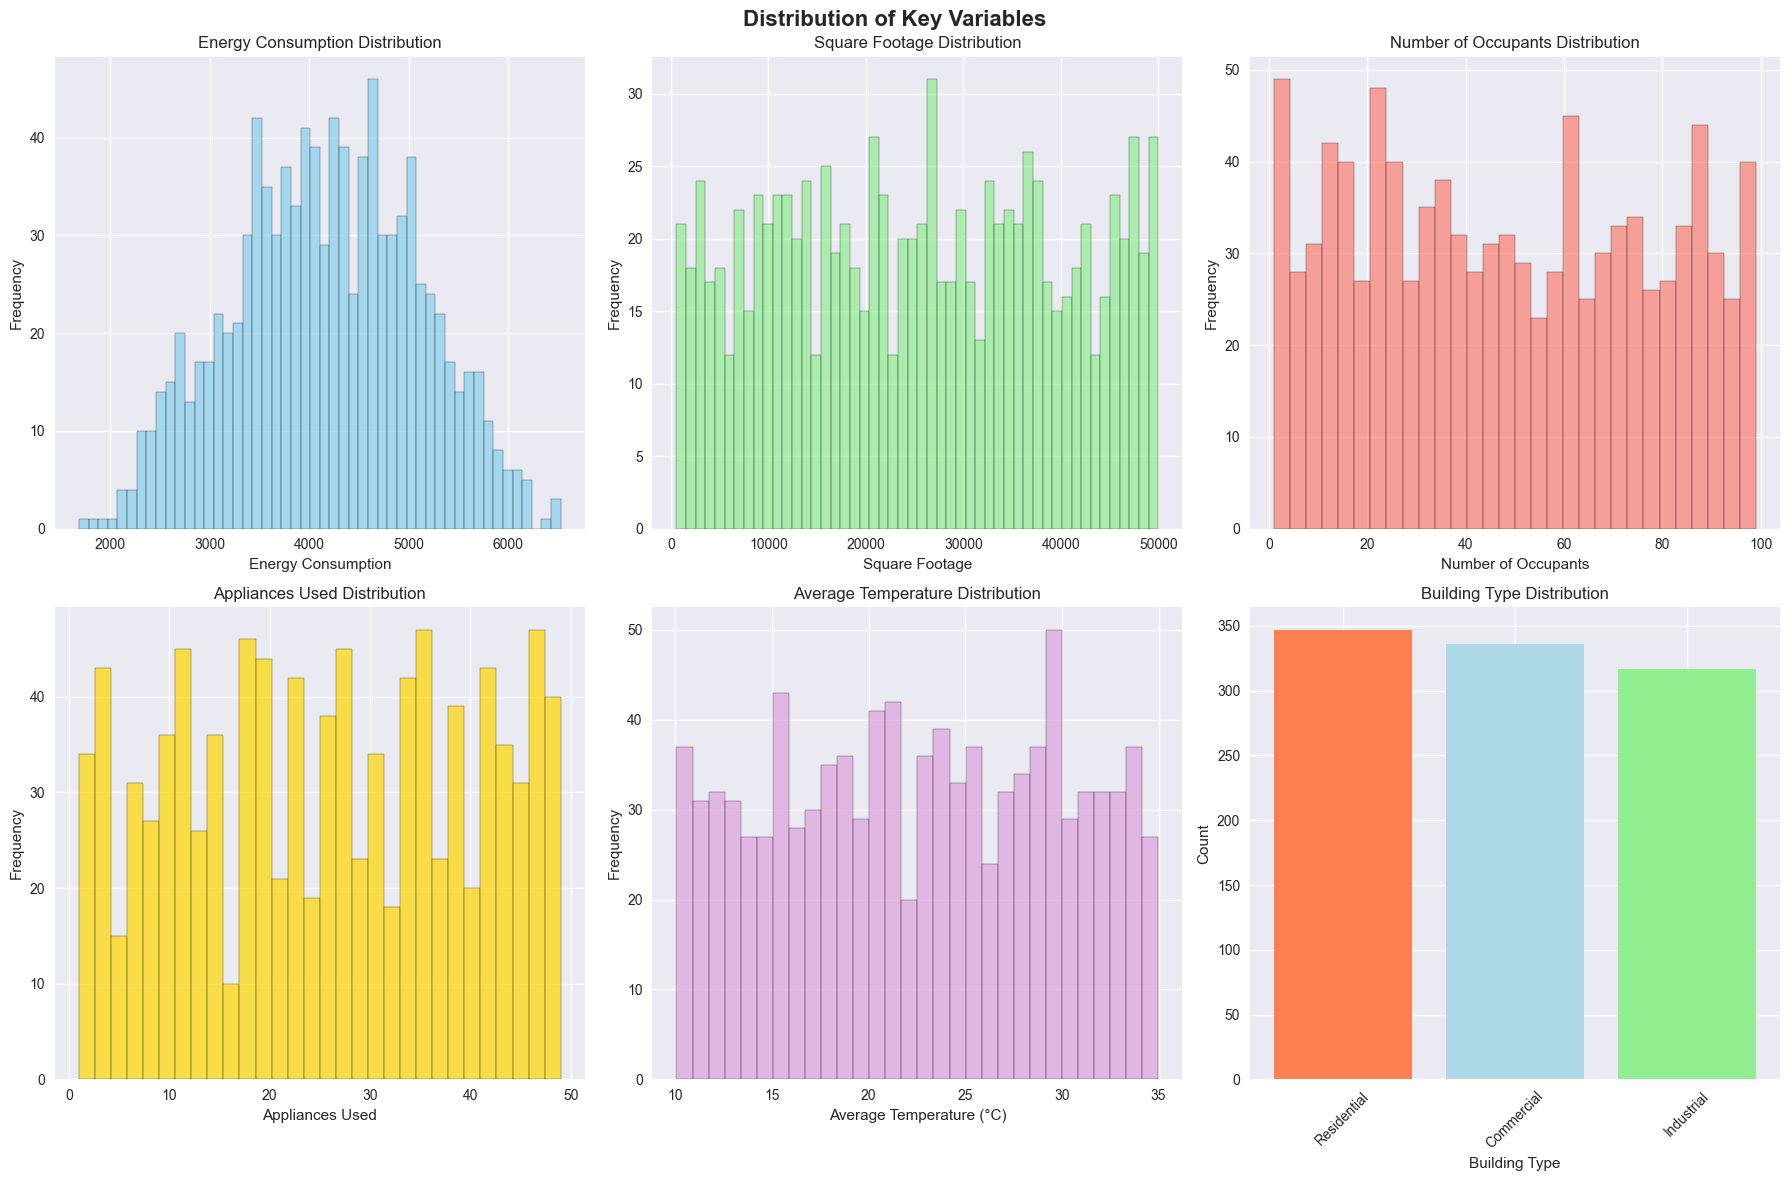 Distribution of Key Variables
Energy Consumption Distribution
Frequency
40
30
20
10
0
2000 3000 4000 5000 6000
Energy Consumption
Square Footage Distribution
Frequency
30
25
20
15
10
5
0
0 10000 20000 30000 40000 50000
Square Footage
Number of Occupants Distribution
Frequency
50
40
30
20
10
0
0 20 40 60 80 100
Number of Occupants
Appliances Used Distribution
Frequency
40
30
20
10
0
0 10 20 30 40 50
Appliances Used
Average Temperature Distribution
Frequency
50
40
30
20
10
0
10 15 20 25 30 35
Average Temperature (°C)
Building Type Distribution
Count
350
300
250
200
150
100
50
0
Residential Commercial Industrial
Building Type